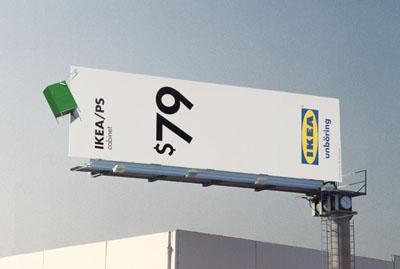 IKEA/PS
cabinet
$79
IKEA
unböring